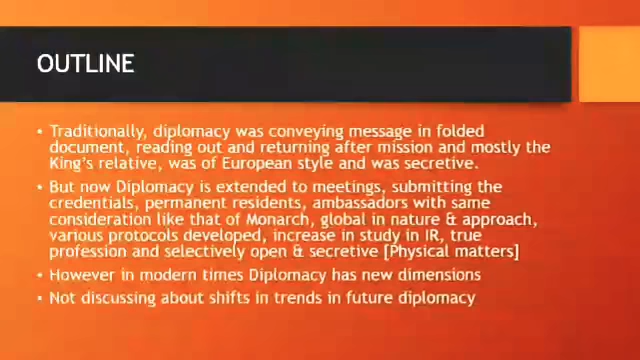 OUTLINE
• Traditionally, diplomacy was conveying message in folded
document, reading out and returning after mission and mostly the
King's relative, was of European style and was secretive.
• But now Diplomacy is extended to meetings, submitting the
credentials, permanent residents, ambassadors with same
consideration like that of Monarch, global in nature & approach,
various protocols developed, increase in study in IR, true
profession and selectively open & secretive [Physical matters]
• However in modern times Diplomacy has new dimensions
• Not discussing about shifts in trends in future diplomacy